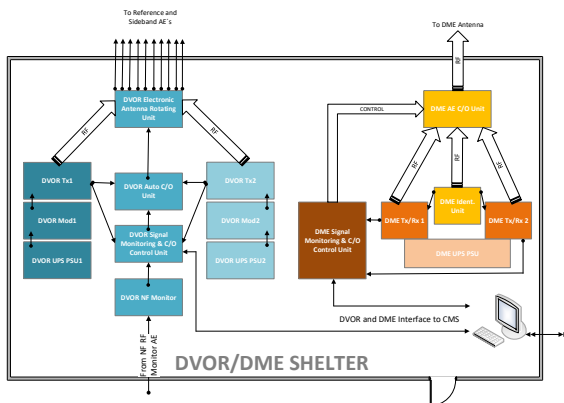 To Reference and
Sideband AE´s
To DME Antenna
RF
DVOR Electronic
Antenna Rotating
Unit
CONTROL
DME AE C/O Unit
RF
RF
RF
RF
RF
DVOR Tx1
DVOR Auto C/O
Unit
DVOR Tx2
DME Ident.
Unit
DVOR Mod1
DVOR Signal
Monitoring & C/O
Control Unit
DVOR Mod2
DME Signal
Monitoring & C/O
Control Unit
DME Tx/Rx 1
DME Tx/Rx 2
DVOR UPS PSU1
DVOR UPS PSU2
DME UPS PSU
DVOR NF Monitor
DVOR and DME Interface to CMS
From NF RF
Monitor AE
DVOR/DME SHELTER